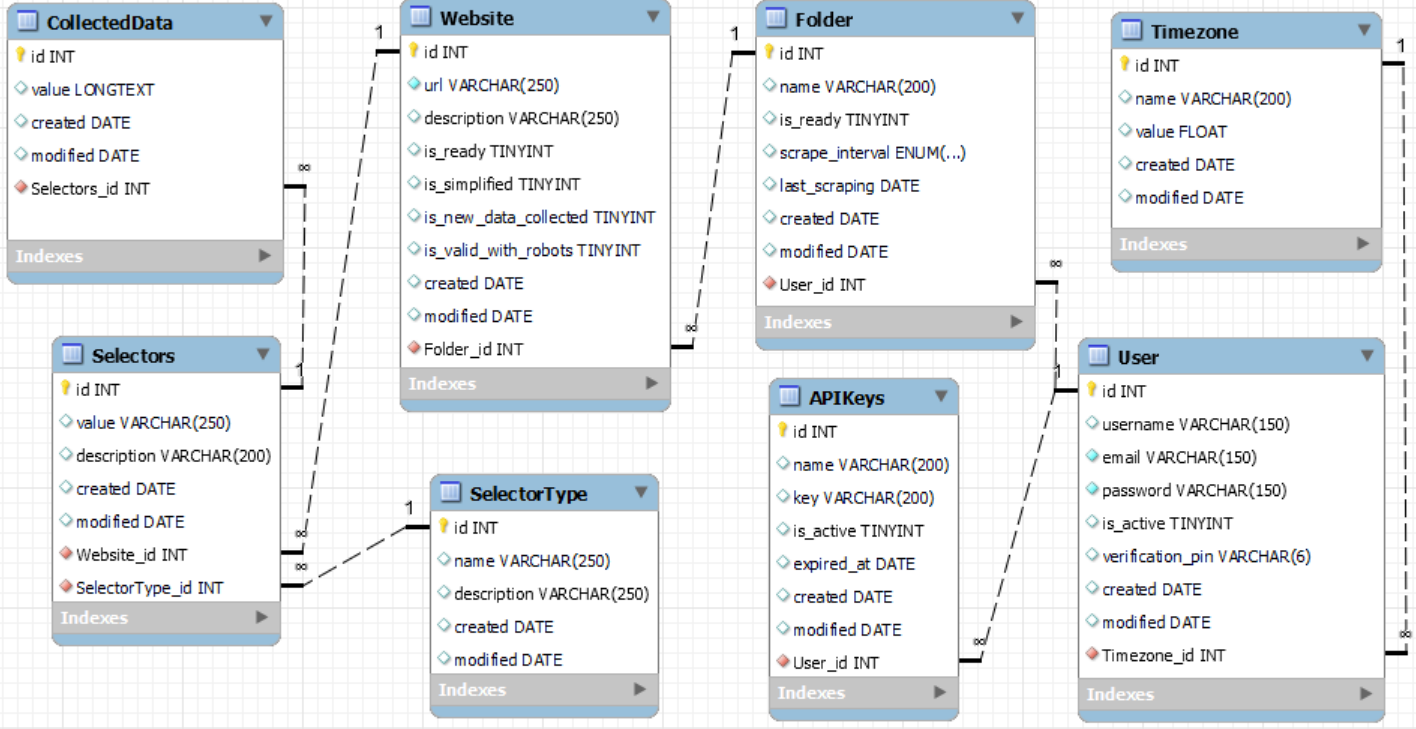 CollectedData
id INT
value LONGTEXT
created DATE
modified DATE
Selectors_id INT
Indexes
Website
id INT
url VARCHAR(250)
description VARCHAR(250)
is_ready TINYINT
is_simplified TINYINT
is_new_data_collected TINYINT
is_valid_with_robots TINYINT
created DATE
modified DATE
Folder_id INT
Indexes
Folder
id INT
name VARCHAR(200)
is_ready TINYINT
scrape_interval ENUM(...)
last_scraping DATE
created DATE
modified DATE
User_id INT
Indexes
Timezone
id INT
name VARCHAR(200)
value FLOAT
created DATE
modified DATE
Indexes
Selectors
id INT
value VARCHAR(250)
description VARCHAR(200)
created DATE
modified DATE
Website_id INT
SelectorType_id INT
Indexes
SelectorType
id INT
name VARCHAR(250)
description VARCHAR(250)
created DATE
modified DATE
Indexes
APIKeys
id INT
name VARCHAR(200)
key VARCHAR(200)
is_active TINYINT
expired_at DATE
created DATE
modified DATE
User_id INT
Indexes
User
id INT
username VARCHAR(150)
email VARCHAR(150)
password VARCHAR(150)
is_active TINYINT
verification_pin VARCHAR(6)
created DATE
modified DATE
Timezone_id INT
Indexes
∞
1
1
∞
1
∞
1
∞
∞
1
∞
1
∞